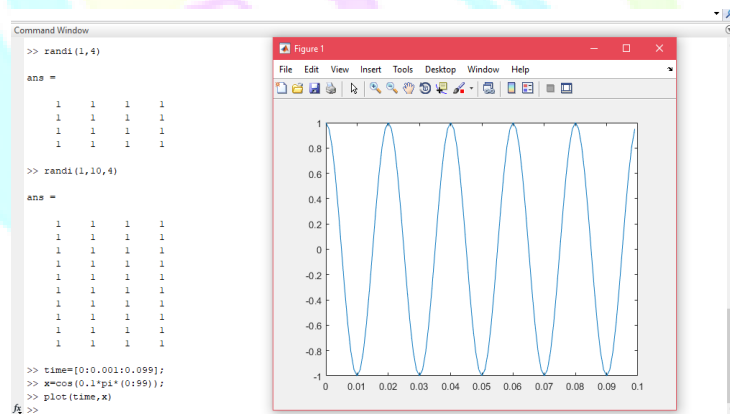 Command Window
>> randi(1,4)
ans =
1 1 1 1
1 1 1 1
1 1 1 1
1 1 1 1
>> randi(1,10,4)
ans =
1 1 1 1
1 1 1 1
1 1 1 1
1 1 1 1
1 1 1 1
1 1 1 1
1 1 1 1
1 1 1 1
1 1 1 1
1 1 1 1
>> time=[0:0.001:0.099];
>> x=cos(0.1*pi*(0:99));
>> plot(time,x)
fx >>
Figure 1
File Edit View Insert Tools Desktop Window Help
1
0.8
0.6
0.4
0.2
0
-0.2
-0.4
-0.6
-0.8
-1
0 0.01 0.02 0.03 0.04 0.05 0.06 0.07 0.08 0.09 0.1